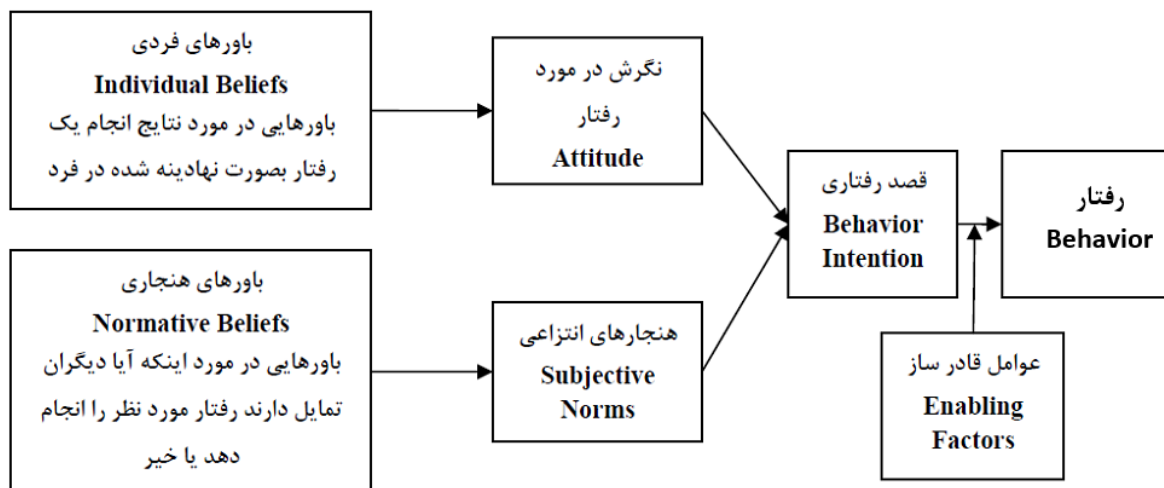 باورهای فردی
Individual Beliefs
باورهایی در مورد نتایج انجام یک
رفتار بصورت نهادینه شده در فرد
نگرش در مورد
رفتار
Attitude
باورهای هنجاری
Normative Beliefs
باورهایی در مورد اینکه آیا دیگران
تمایل دارند رفتار مورد نظر را انجام
دهد یا خیر
هنجارهای انتزاعی
Subjective
Norms
قصد رفتاری
Behavior
Intention
رفتار
Behavior
عوامل قادر ساز
Enabling
Factors